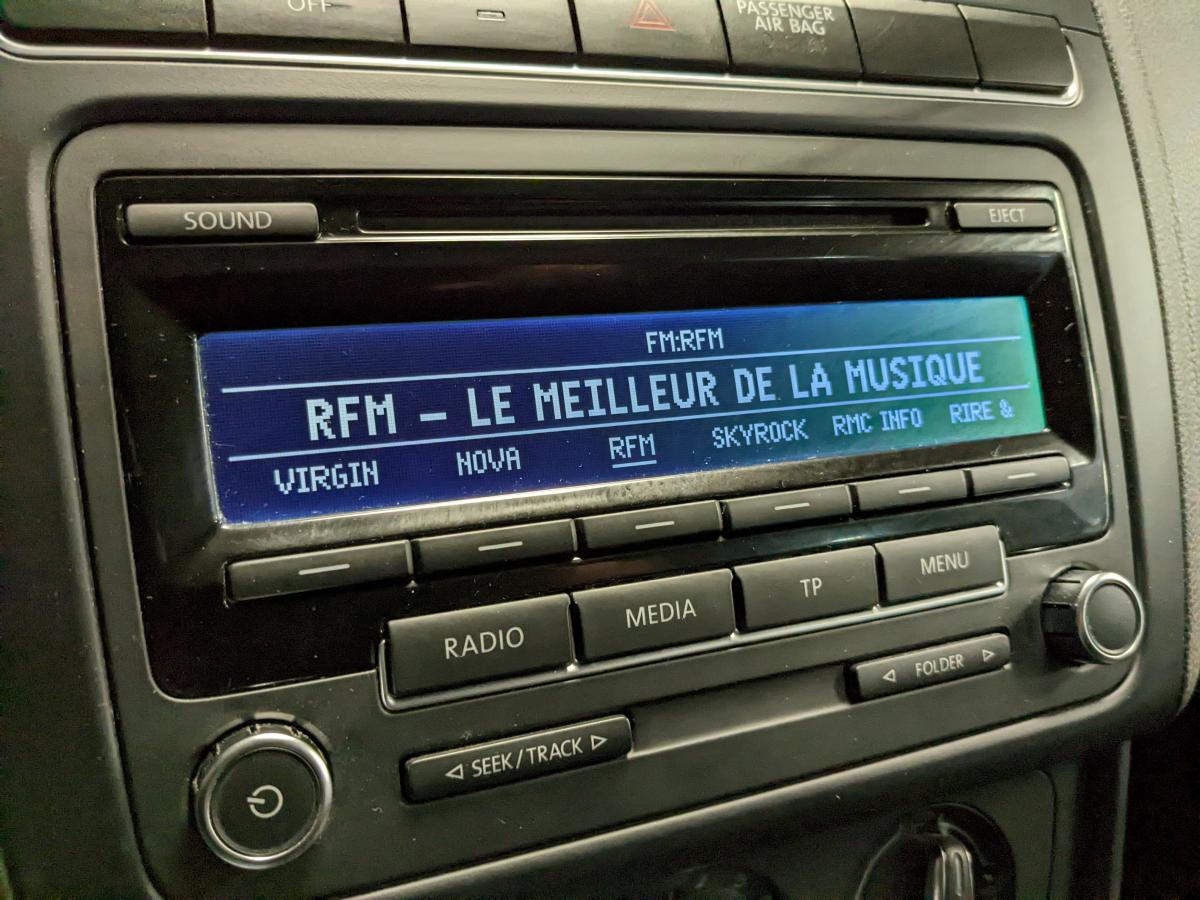 OFF
PASSENGER
AIR BAG
SOUND
EJECT
FM:RFM
RFM - LE MEILLEUR DE LA MUSIQUE
VIRGIN NOVA RFM SKYROCK RMC INFO RIRE &
RADIO MEDIA TP MENU
FOLDER
SEEK/TRACK